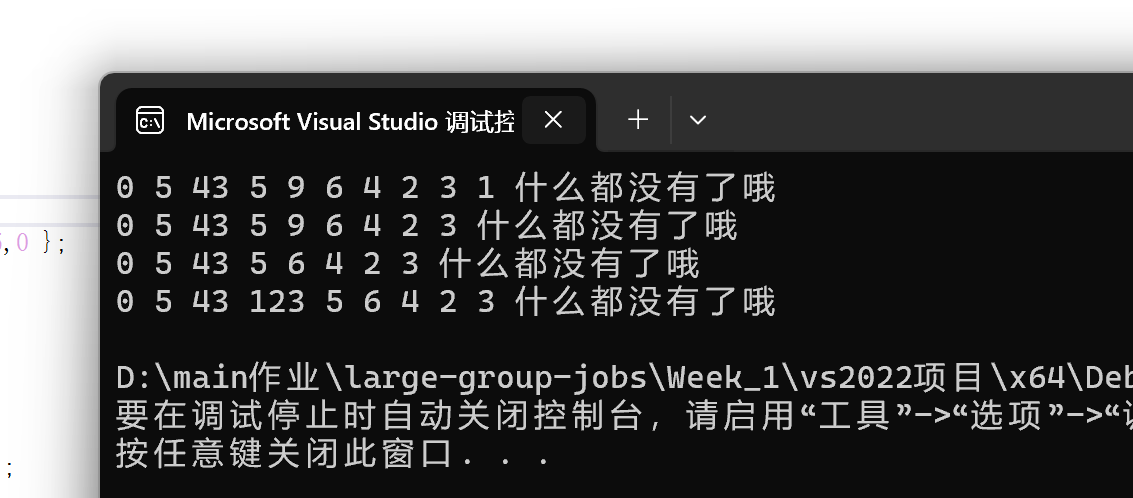 Microsoft Visual Studio 调试控
0 5 43 5 9 6 4 2 3 1 什么都没有了哦
0 5 43 5 9 6 4 2 3 什么都没有了哦
,0 };
0 5 43 5 6 4 2 3 什么都没有了哦
0 5 43 123 5 6 4 2 3 什么都没有了哦
D:\main作业\large-group-jobs\Week_1\vs2022项目\x64\Deb
要在调试停止时自动关闭控制台，请启用“工具”->“选项”->“
按任意键关闭此窗口. . .
;